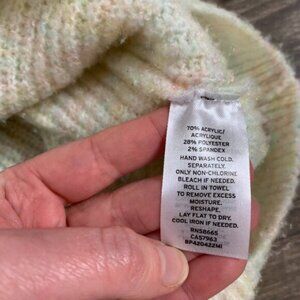 70% ACRYLIC/
ACRYLIQUE
28% POLYESTER
2% SPANDEX
HAND WASH COLD.
SEPARATELY.
ONLY NON-CHLORINE
BLEACH IF NEEDED.
ROLL IN TOWEL
TO REMOVE EXCESS
MOISTURE.
RESHAPE.
LAY FLAT TO DRY.
COOL IRON IF NEEDED.
RN58665
CA57963
BP420422MI